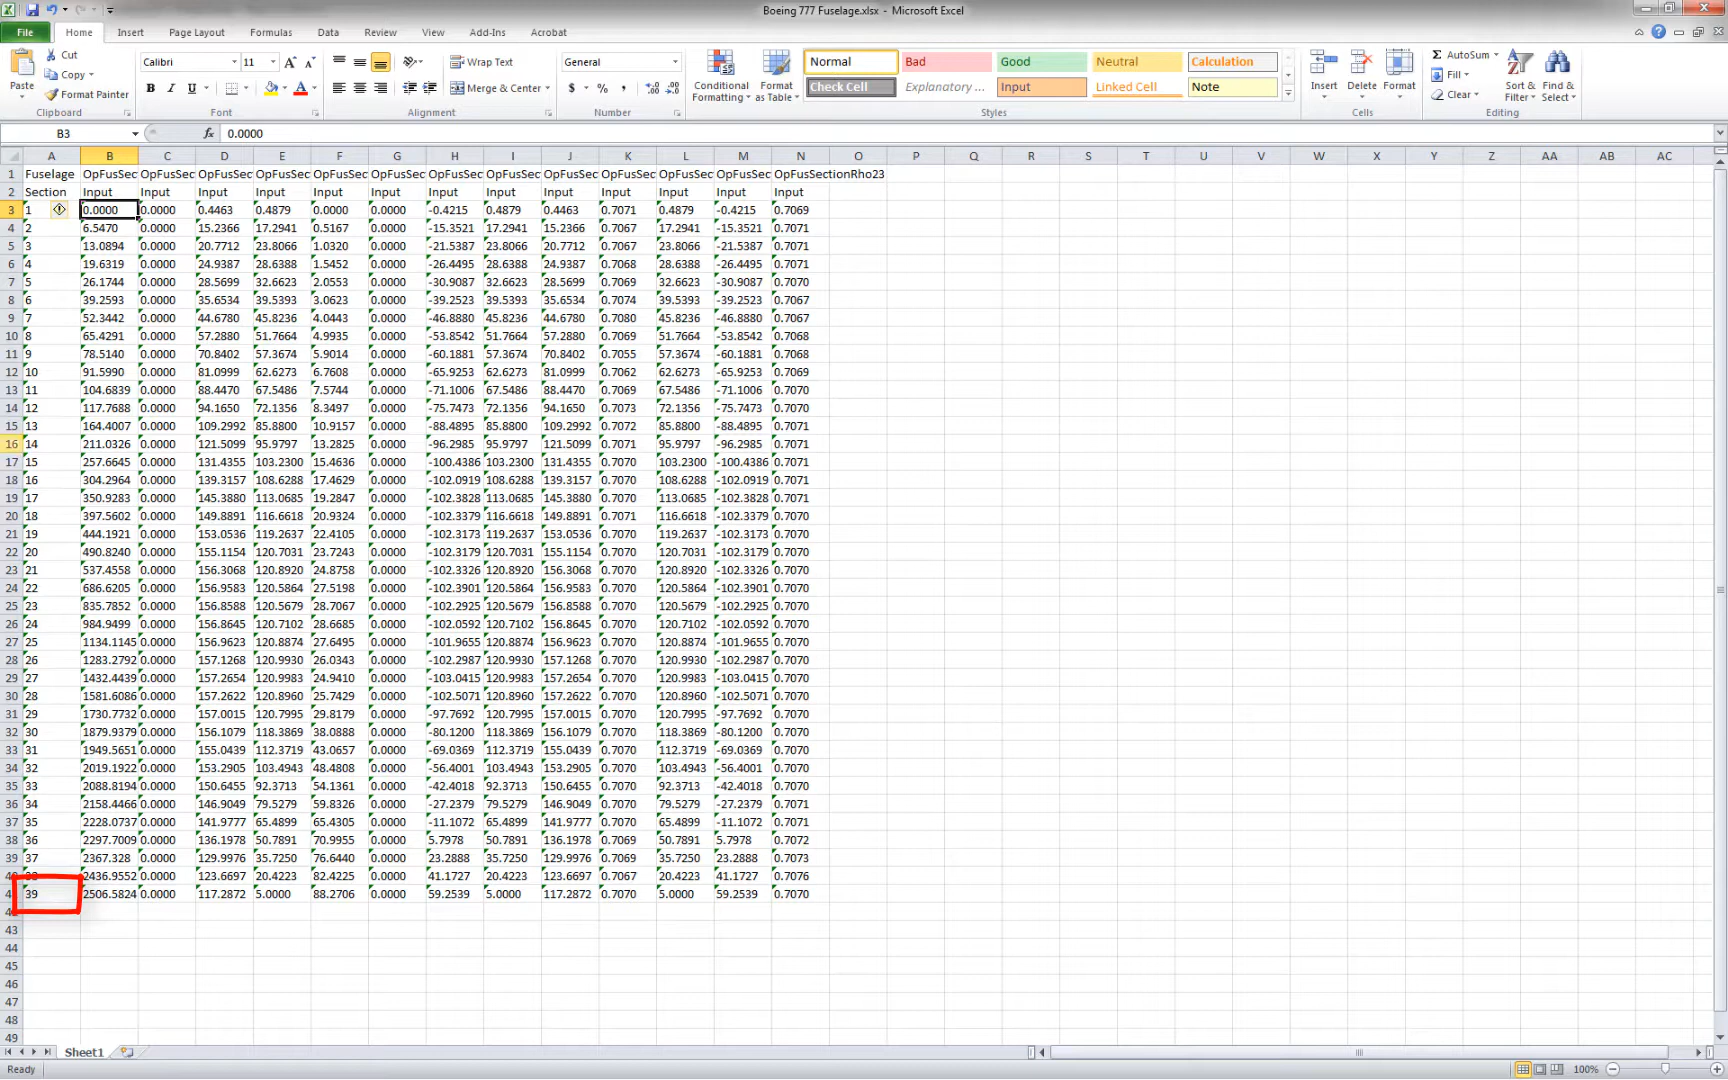 Boeing 777 Fuselage.xlsx - Microsoft Excel
File Home Insert Page Layout Formulas Data Review View Add-Ins Acrobat
Paste Cut Copy Format Painter
Calibri 11
B I U
Wrap Text
Merge & Center
General
$ % ,
Conditional Formatting Format as Table
Normal Bad Good Neutral Calculation
Check Cell Explanatory ... Input Linked Cell Note
Insert Delete Format
AutoSum Fill Clear
Sort & Filter Find & Select
Clipboard Font Alignment Number Styles Cells Editing
B3 fx 0.0000
A B C D E F G H I J K L M N O P Q R S T U V W X Y Z AA AB AC
1 Fuselage OpFusSec OpFusSec OpFusSec OpFusSec OpFusSec OpFusSec OpFusSec OpFusSec OpFusSec OpFusSec OpFusSec OpFusSec OpFusSectionRho23
2 Section Input Input Input Input Input Input Input Input Input Input Input Input Input
3 1 0.0000 0.0000 0.4463 0.4879 0.0000 0.0000 -0.4215 0.4879 0.4463 0.7071 0.4879 -0.4215 0.7069
4 2 6.5470 0.0000 15.2366 17.2941 0.5167 0.0000 -15.3521 17.2941 15.2366 0.7067 17.2941 -15.3521 0.7071
5 3 13.0894 0.0000 20.7712 23.8066 1.0320 0.0000 -21.5387 23.8066 20.7712 0.7067 23.8066 -21.5387 0.7071
6 4 19.6319 0.0000 24.9387 28.6388 1.5452 0.0000 -26.4495 28.6388 24.9387 0.7068 28.6388 -26.4495 0.7071
7 5 26.1744 0.0000 28.5699 32.6623 2.0553 0.0000 -30.9087 32.6623 28.5699 0.7069 32.6623 -30.9087 0.7070
8 6 39.2593 0.0000 35.6534 39.5393 3.0623 0.0000 -39.2523 39.5393 35.6534 0.7074 39.5393 -39.2523 0.7067
9 7 52.3442 0.0000 44.6780 45.8236 4.0443 0.0000 -46.8880 45.8236 44.6780 0.7080 45.8236 -46.8880 0.7067
10 8 65.4291 0.0000 57.2880 51.7664 4.9935 0.0000 -53.8542 51.7664 57.2880 0.7069 51.7664 -53.8542 0.7068
11 9 78.5140 0.0000 70.8402 57.3674 5.9014 0.0000 -60.1881 57.3674 70.8402 0.7055 57.3674 -60.1881 0.7068
12 10 91.5990 0.0000 81.0999 62.6273 6.7608 0.0000 -65.9253 62.6273 81.0999 0.7062 62.6273 -65.9253 0.7069
13 11 104.6839 0.0000 88.4470 67.5486 7.5744 0.0000 -71.1006 67.5486 88.4470 0.7069 67.5486 -71.1006 0.7070
14 12 117.7688 0.0000 94.1650 72.1356 8.3497 0.0000 -75.7473 72.1356 94.1650 0.7073 72.1356 -75.7473 0.7070
15 13 164.4007 0.0000 109.2992 85.8800 10.9157 0.0000 -88.4895 85.8800 109.2992 0.7072 85.8800 -88.4895 0.7071
16 14 211.0326 0.0000 121.5099 95.9797 13.2825 0.0000 -96.2985 95.9797 121.5099 0.7071 95.9797 -96.2985 0.7071
17 15 257.6645 0.0000 131.4355 103.2300 15.4636 0.0000 -100.4386 103.2300 131.4355 0.7070 103.2300 -100.4386 0.7071
18 16 304.2964 0.0000 139.3157 108.6288 17.4629 0.0000 -102.0919 108.6288 139.3157 0.7070 108.6288 -102.0919 0.7071
19 17 350.9283 0.0000 145.3880 113.0685 19.2847 0.0000 -102.3828 113.0685 145.3880 0.7070 113.0685 -102.3828 0.7071
20 18 397.5602 0.0000 149.8891 116.6618 20.9324 0.0000 -102.3379 116.6618 149.8891 0.7071 116.6618 -102.3379 0.7070
21 19 444.1921 0.0000 153.0536 119.2637 22.4105 0.0000 -102.3173 119.2637 153.0536 0.7070 119.2637 -102.3173 0.7070
22 20 490.8240 0.0000 155.1154 120.7031 23.7243 0.0000 -102.3179 120.7031 155.1154 0.7070 120.7031 -102.3179 0.7070
23 21 537.4558 0.0000 156.3068 120.8920 24.8758 0.0000 -102.3326 120.8920 156.3068 0.7070 120.8920 -102.3326 0.7070
24 22 686.6205 0.0000 156.9583 120.5864 27.5198 0.0000 -102.3901 120.5864 156.9583 0.7070 120.5864 -102.3901 0.7070
25 23 835.7852 0.0000 156.8588 120.5679 28.7067 0.0000 -102.2925 120.5679 156.8588 0.7070 120.5679 -102.2925 0.7070
26 24 984.9499 0.0000 156.8645 120.7102 28.6685 0.0000 -102.0592 120.7102 156.8645 0.7070 120.7102 -102.0592 0.7070
27 25 1134.1145 0.0000 156.9623 120.8874 27.6495 0.0000 -101.9655 120.8874 156.9623 0.7070 120.8874 -101.9655 0.7070
28 26 1283.2792 0.0000 157.1268 120.9930 26.0343 0.0000 -102.2987 120.9930 157.1268 0.7070 120.9930 -102.2987 0.7070
29 27 1432.4439 0.0000 157.2654 120.9983 24.9410 0.0000 -103.0415 120.9983 157.2654 0.7070 120.9983 -103.0415 0.7070
30 28 1581.6086 0.0000 157.2622 120.8960 25.7429 0.0000 -102.5071 120.8960 157.2622 0.7070 120.8960 -102.5071 0.7070
31 29 1730.7732 0.0000 157.0015 120.7995 29.8179 0.0000 -97.7692 120.7995 157.0015 0.7070 120.7995 -97.7692 0.7070
32 30 1879.9379 0.0000 156.1079 118.3869 38.0888 0.0000 -80.1200 118.3869 156.1079 0.7070 118.3869 -80.1200 0.7070
33 31 1949.5651 0.0000 155.0439 112.3719 43.0657 0.0000 -69.0369 112.3719 155.0439 0.7070 112.3719 -69.0369 0.7070
34 32 2019.1922 0.0000 153.2905 103.4943 48.4808 0.0000 -56.4001 103.4943 153.2905 0.7070 103.4943 -56.4001 0.7070
35 33 2088.8194 0.0000 150.6455 92.3713 54.1361 0.0000 -42.4018 92.3713 150.6455 0.7070 92.3713 -42.4018 0.7070
36 34 2158.4466 0.0000 146.9049 79.5279 59.8326 0.0000 -27.2379 79.5279 146.9049 0.7070 79.5279 -27.2379 0.7071
37 35 2228.0737 0.0000 141.9777 65.4899 65.4305 0.0000 -11.1072 65.4899 141.9777 0.7070 65.4899 -11.1072 0.7071
38 36 2297.7009 0.0000 136.1978 50.7891 70.9955 0.0000 5.7978 50.7891 136.1978 0.7069 50.7891 5.7978 0.7072
39 37 2367.328 0.0000 129.9976 35.7250 76.6440 0.0000 23.2888 35.7250 129.9976 0.7069 35.7250 23.2888 0.7073
40 38 2436.9552 0.0000 123.6697 20.4223 82.4225 0.0000 41.1727 20.4223 123.6697 0.7067 20.4223 41.1727 0.7076
39 2506.5824 0.0000 117.2872 5.0000 88.2706 0.0000 59.2539 5.0000 117.2872 0.7070 5.0000 59.2539 0.7070
43
44
45
46
47
48
49
Sheet1
Ready 100%